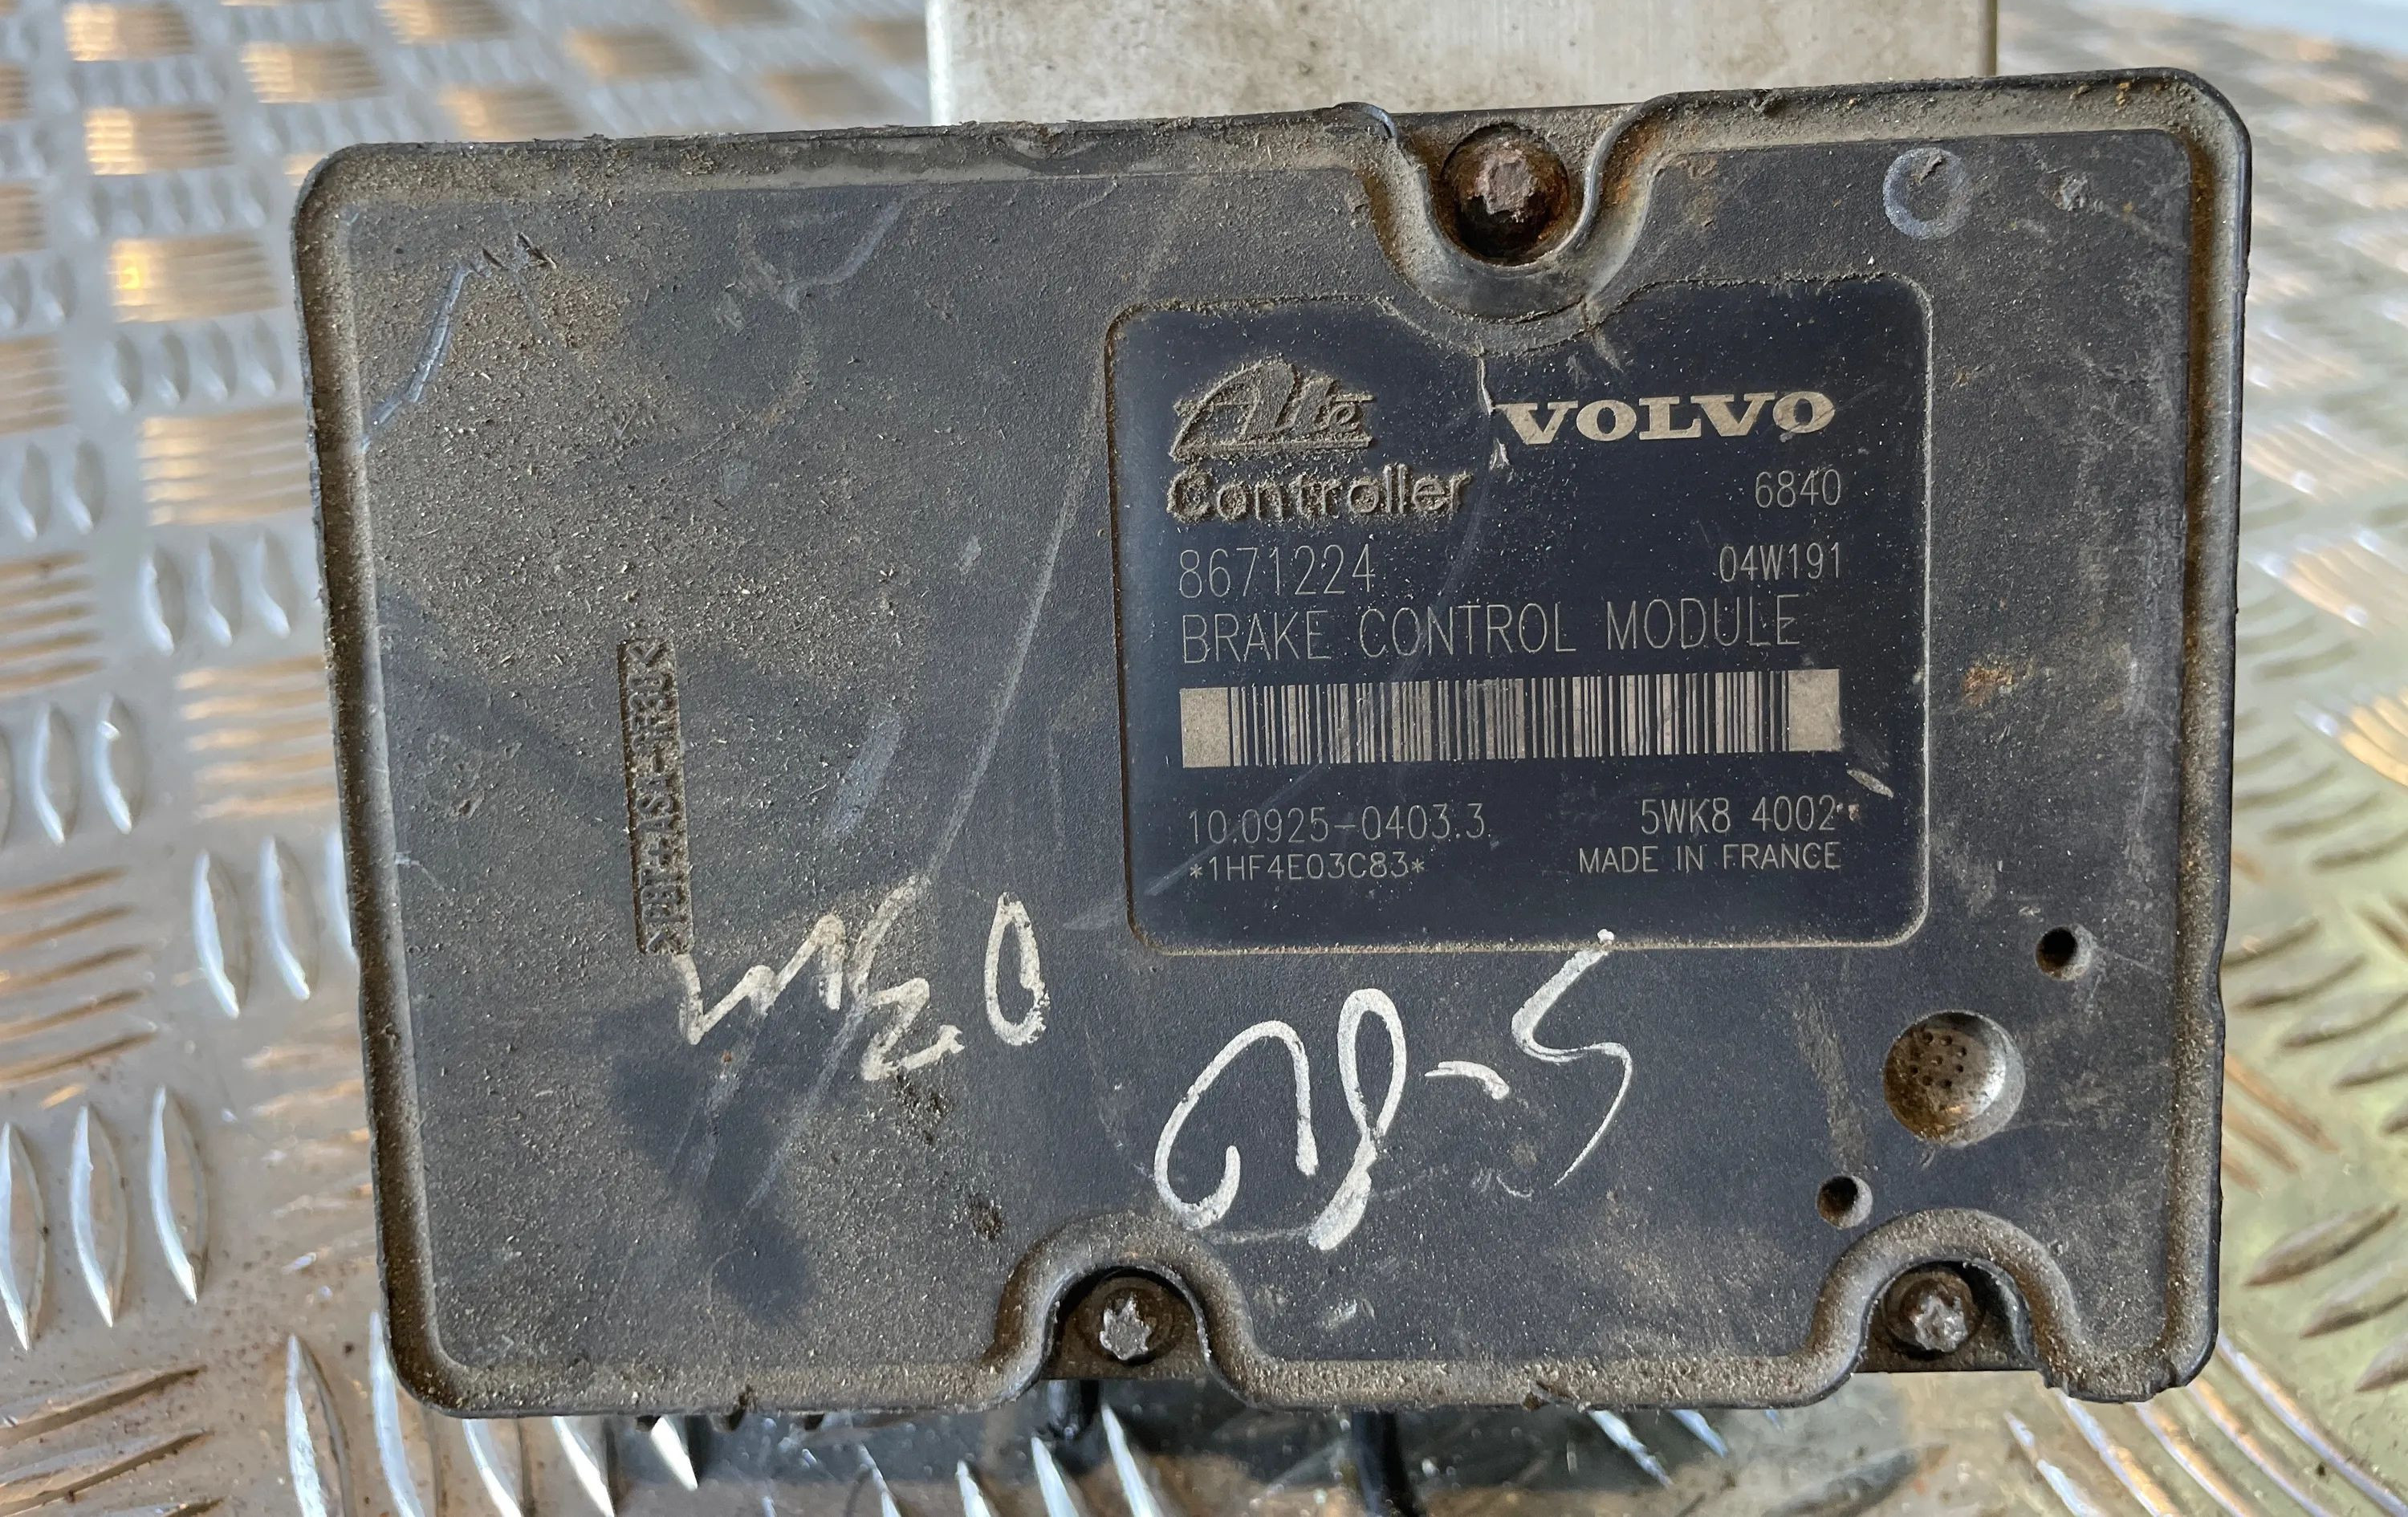 Ate VOLVO
Controller 6840
8671224 04W191
BRAKE CONTROL MODULE
10.0925-0403.3 5WK8 4002
*1HF4E03C83* MADE IN FRANCE